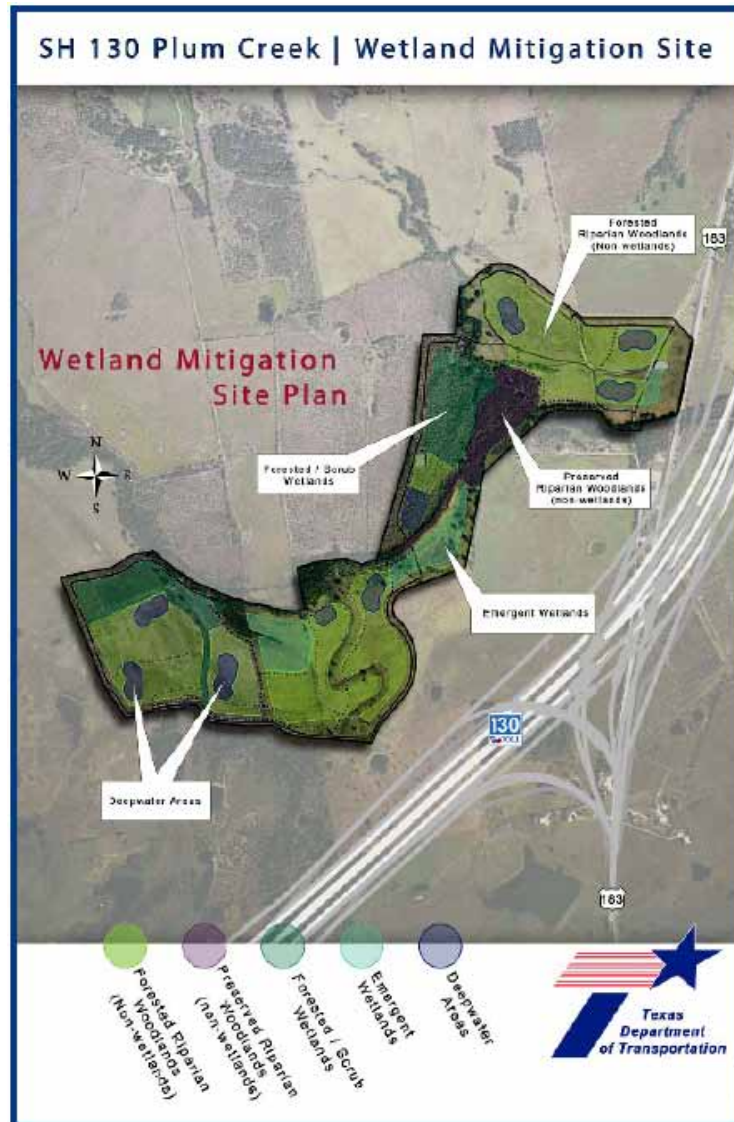 SH 130 Plum Creek | Wetland Mitigation Site
Forested
Riparian Woodlands
(Non-wetlands)
183
Wetland Mitigation
Site Plan
N
W
E
S
Forested / Scrub
Wetlands
Preserved
Riparian Woodlands
(non-wetlands)
Emergent Wetlands
130
Deepwater Areas
183
Forested Riparian
Woodlands
(Non-wetlands)
Preserved Riparian
Woodlands
(non-wetlands)
Forested / Scrub
Wetlands
Emergent
Wetlands
Deepwater
Areas
Texas
Department
of Transportation